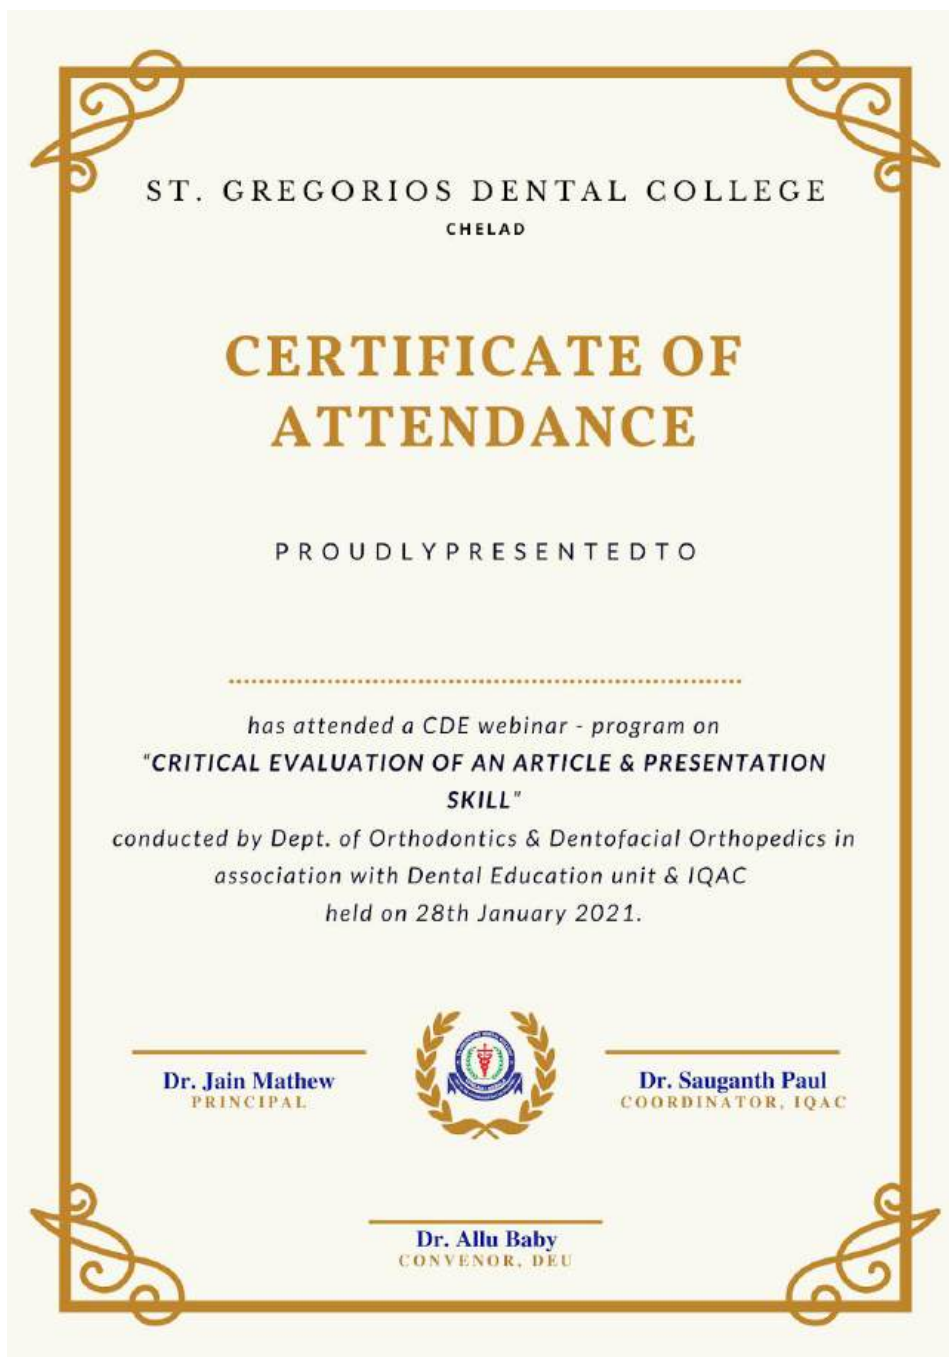 ST. GREGORIOS DENTAL COLLEGE
CHELAD
CERTIFICATE OF
ATTENDANCE
PROUDLYPRESENTEDTO
has attended a CDE webinar - program on
"CRITICAL EVALUATION OF AN ARTICLE & PRESENTATION
SKILL"
conducted by Dept. of Orthodontics & Dentofacial Orthopedics in
association with Dental Education unit & IQAC
held on 28th January 2021.
Dr. Jain Mathew
PRINCIPAL
Dr. Sauganth Paul
COORDINATOR, IQAC
Dr. Allu Baby
CONVENOR, DEU